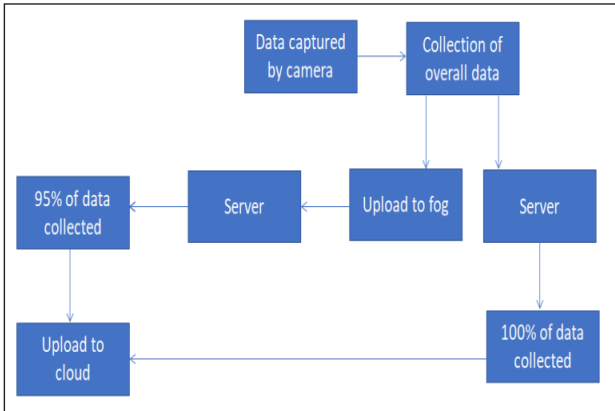 Data captured
by camera
Collection of
overall data
95% of data
collected
Server
Upload to fog
Server
Upload to
cloud
100% of data
collected